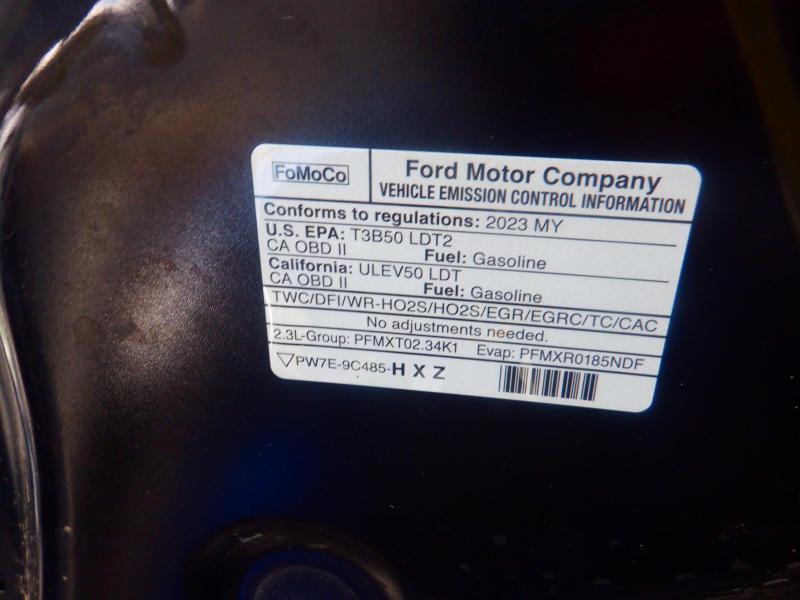 FoMoCo
Ford Motor Company
VEHICLE EMISSION CONTROL INFORMATION
Conforms to regulations: 2023 MY
U.S. EPA: T3B50 LDT2
CA OBD II Fuel: Gasoline
California: ULEV50 LDT
CA OBD II Fuel: Gasoline
TWC/DFI/WR-HO2S/HO2S/EGR/EGRC/TC/CAC
No adjustments needed.
2.3L-Group: PFMXT02.34K1 Evap: PFMXR0185NDF
▽PW7E-9C485-H X Z